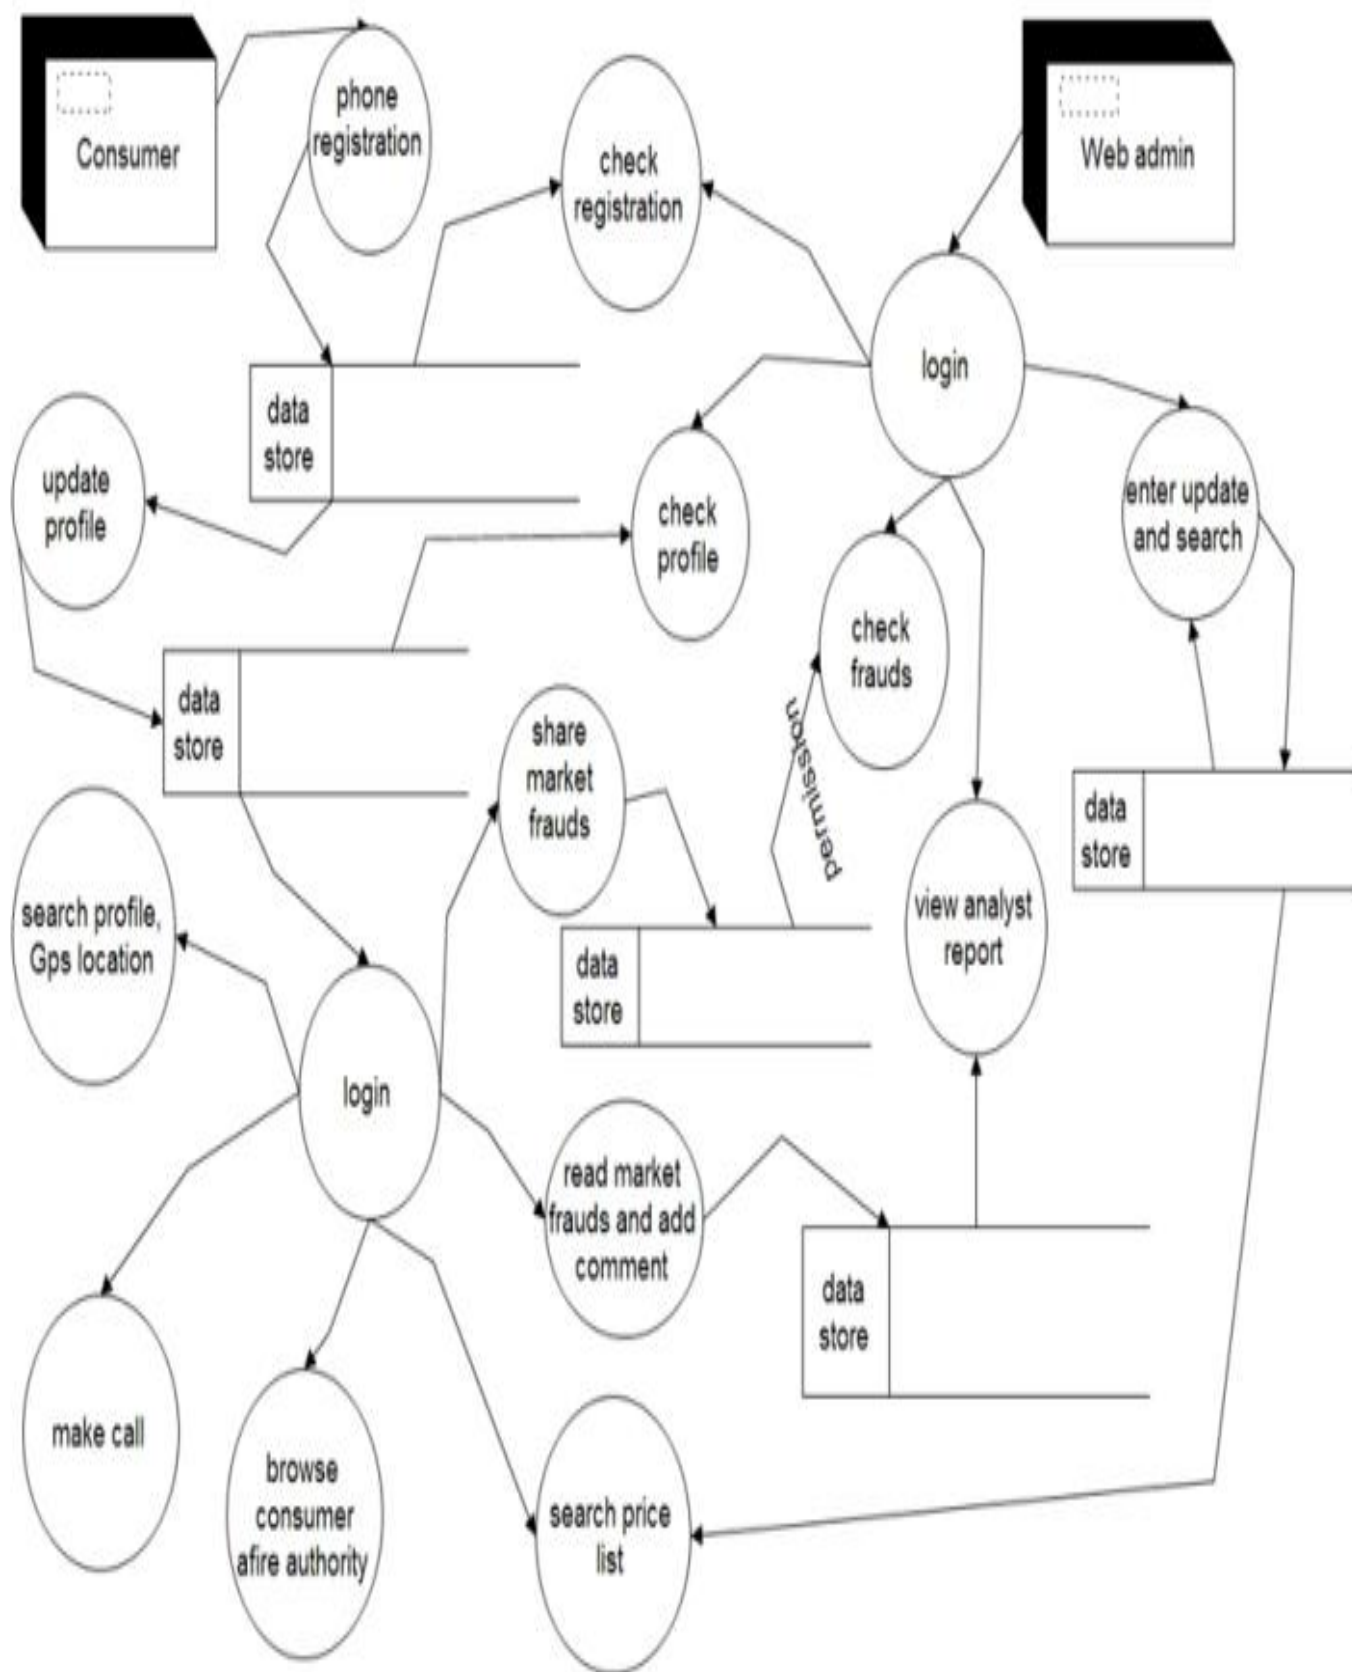 Consumer
phone
registration
check
registration
Web admin
login
data
store
update
profile
check
profile
enter update
and search
check
frauds
data
store
share
market
frauds
permission
data
store
search profile,
Gps location
view analyst
report
data
store
login
read market
frauds and add
comment
data
store
make call
browse
consumer
afire authority
search price
list